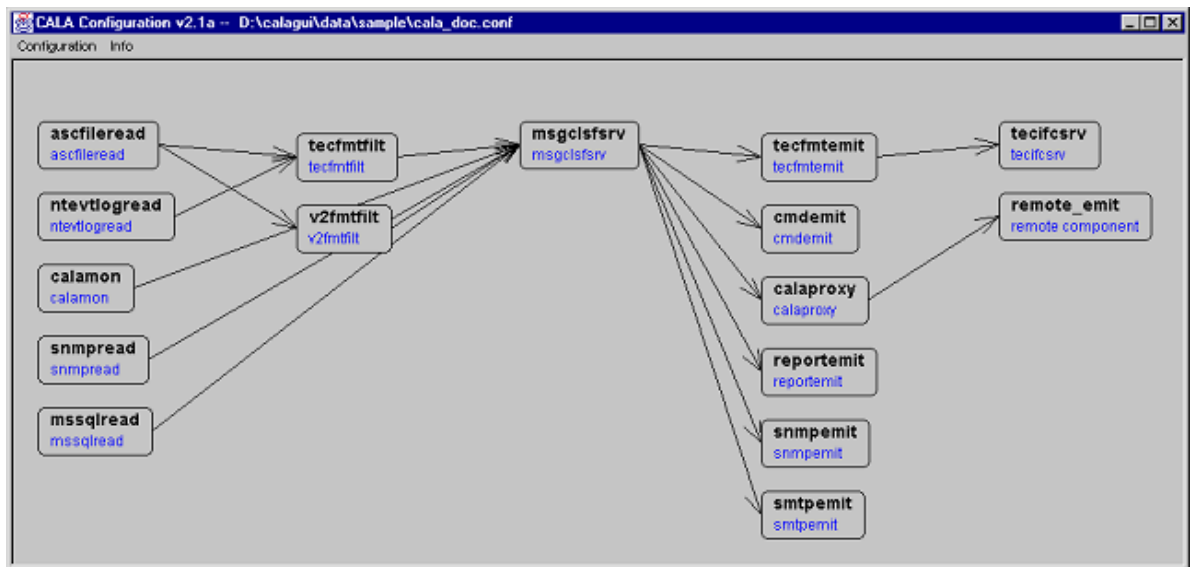 CALA Configuration v2.1a -- D:\calagui\data\sample\cala_doc.conf
Configuration Info
ascfileread
ascfileread
ntevtlogread
ntevtlogread
calamon
calamon
snmpread
snmpread
mssqlread
mssqlread
tecfmtfilt
tecfmtfilt
v2fmtfilt
v2fmtfilt
msgclsfsrv
msgclsfsrv
tecfmtemit
tecfmtemit
cmdemit
cmdemit
calaproxy
calaproxy
reportemit
reportemit
snmpemit
snmpemit
smtpemit
smtpemit
tecifcsrv
tecifcsrv
remote_emit
remote component